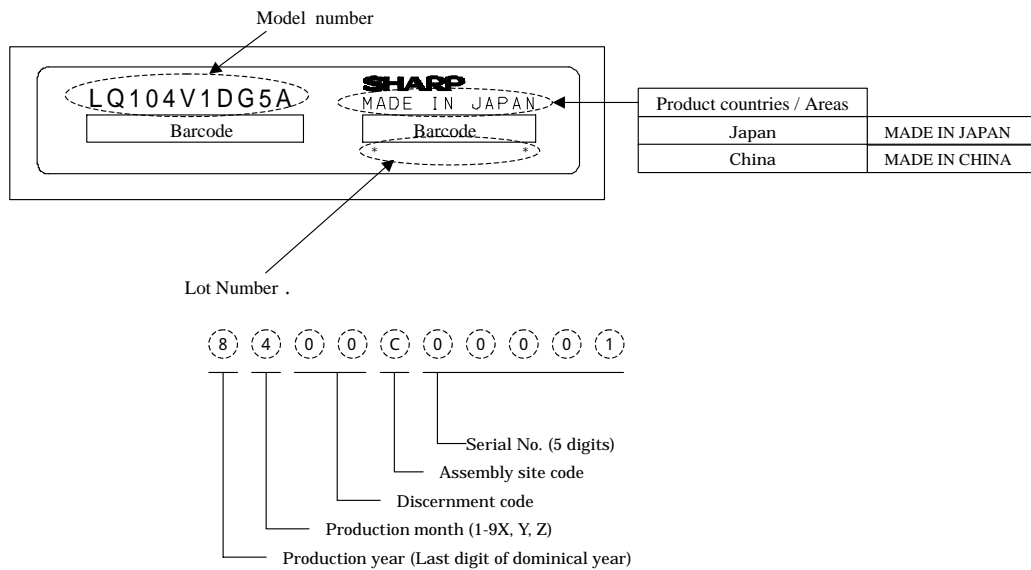 Model number
SHARP
LQ104V1DG5A
MADE IN JAPAN
Barcode
Barcode
* *
Product countries / Areas
Japan MADE IN JAPAN
China MADE IN CHINA
Lot Number .
8 4 0 0 C 0 0 0 0 1
Serial No. (5 digits)
Assembly site code
Discernment code
Production month (1-9X, Y, Z)
Production year (Last digit of dominical year)